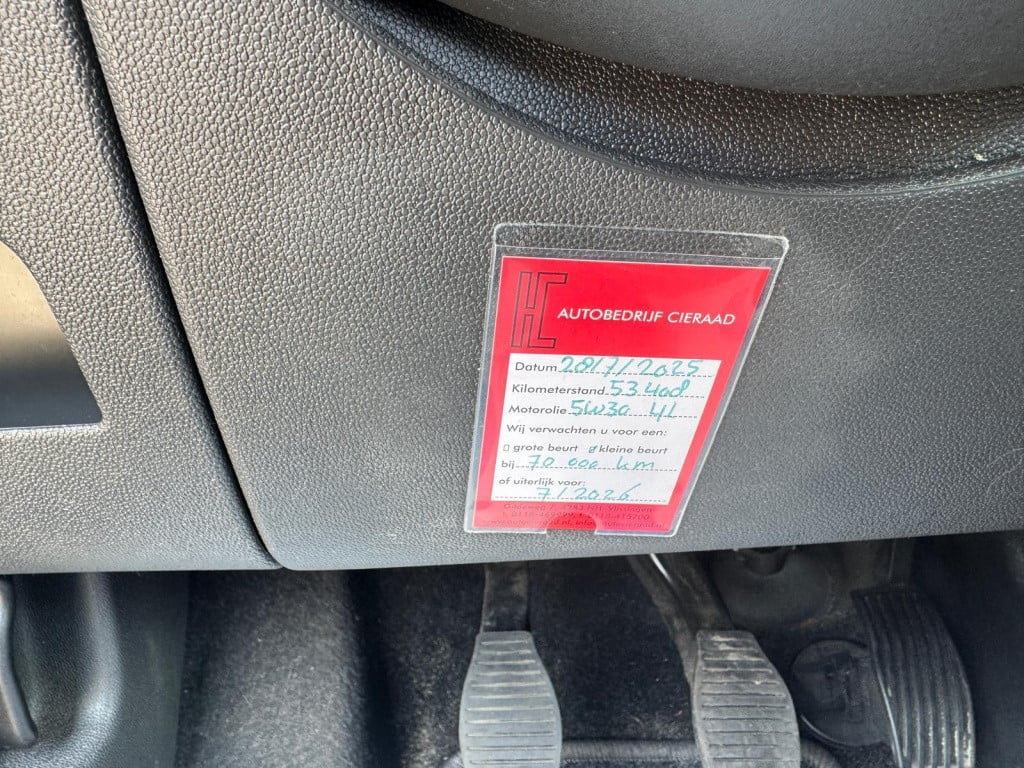 HC AUTOBEDRIJF CIERAAD
Datum 28/7/2025
Kilometerstand 53400
Motorolie 5W30 4L
Wij verwachten u voor een:
grote beurt kleine beurt
bij 70 000 km
of uiterlijk voor:
7/2026